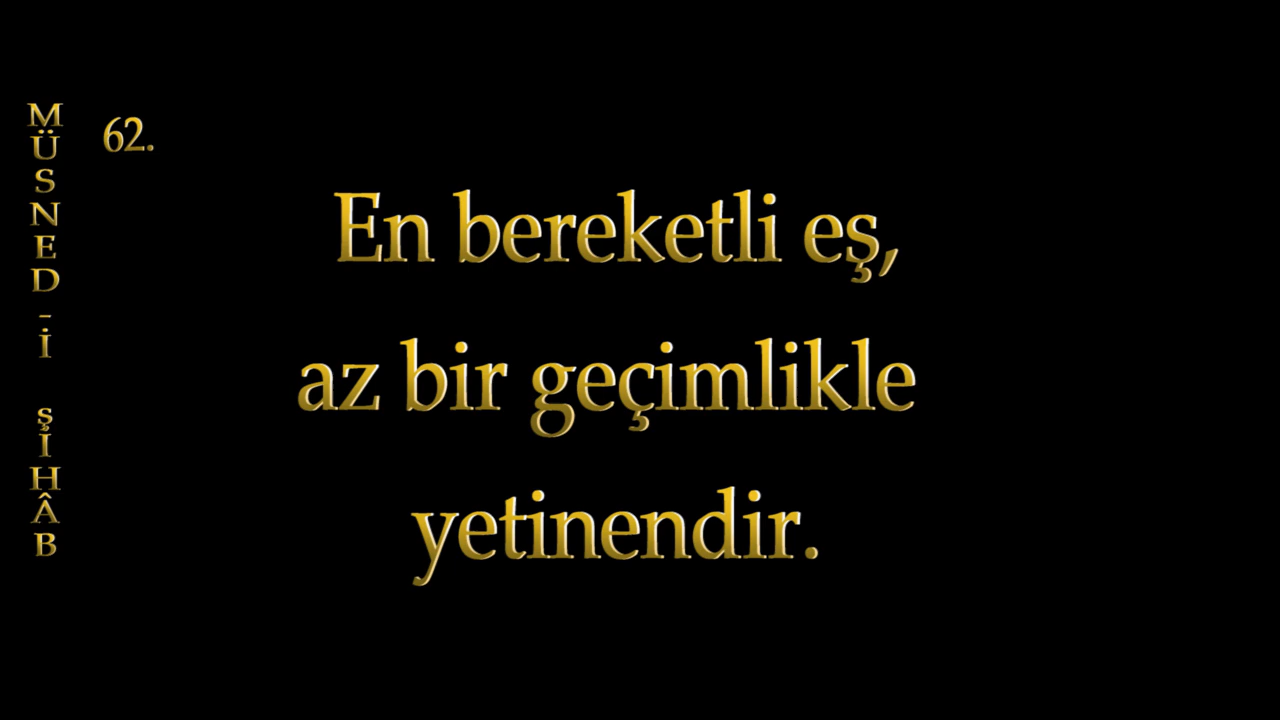 MÜSNED-İ ŞİHÂB
62.
En bereketli eş,
az bir geçimlikle
yetinendir.